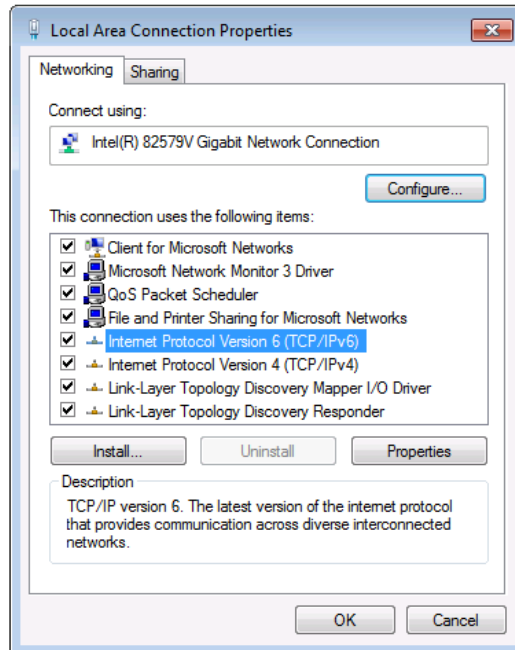 Local Area Connection Properties
Networking
Sharing
Connect using:
Intel(R) 82579V Gigabit Network Connection
Configure...
This connection uses the following items:
Client for Microsoft Networks
Microsoft Network Monitor 3 Driver
QoS Packet Scheduler
File and Printer Sharing for Microsoft Networks
Internet Protocol Version 6 (TCP/IPv6)
Internet Protocol Version 4 (TCP/IPv4)
Link-Layer Topology Discovery Mapper I/O Driver
Link-Layer Topology Discovery Responder
Install...
Uninstall
Properties
Description
TCP/IP version 6. The latest version of the internet protocol
that provides communication across diverse interconnected
networks.
OK
Cancel